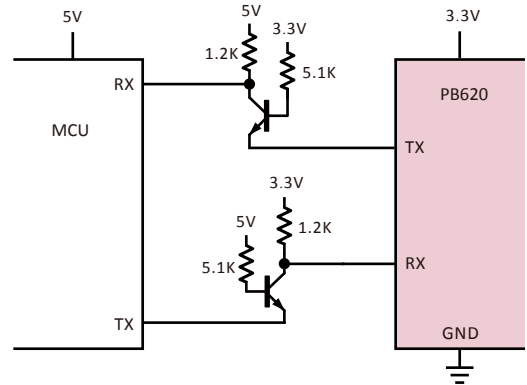 5V
5V
3.3V
3.3V
1.2K
5.1K
RX
PB620
MCU
TX
3.3V
5V
1.2K
5.1K
RX
TX
GND